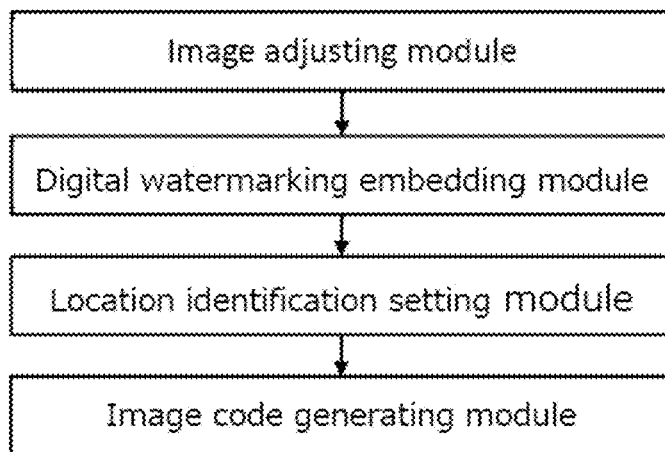 Image adjusting module
Digital watermarking embedding module
Location identification setting module
Image code generating module